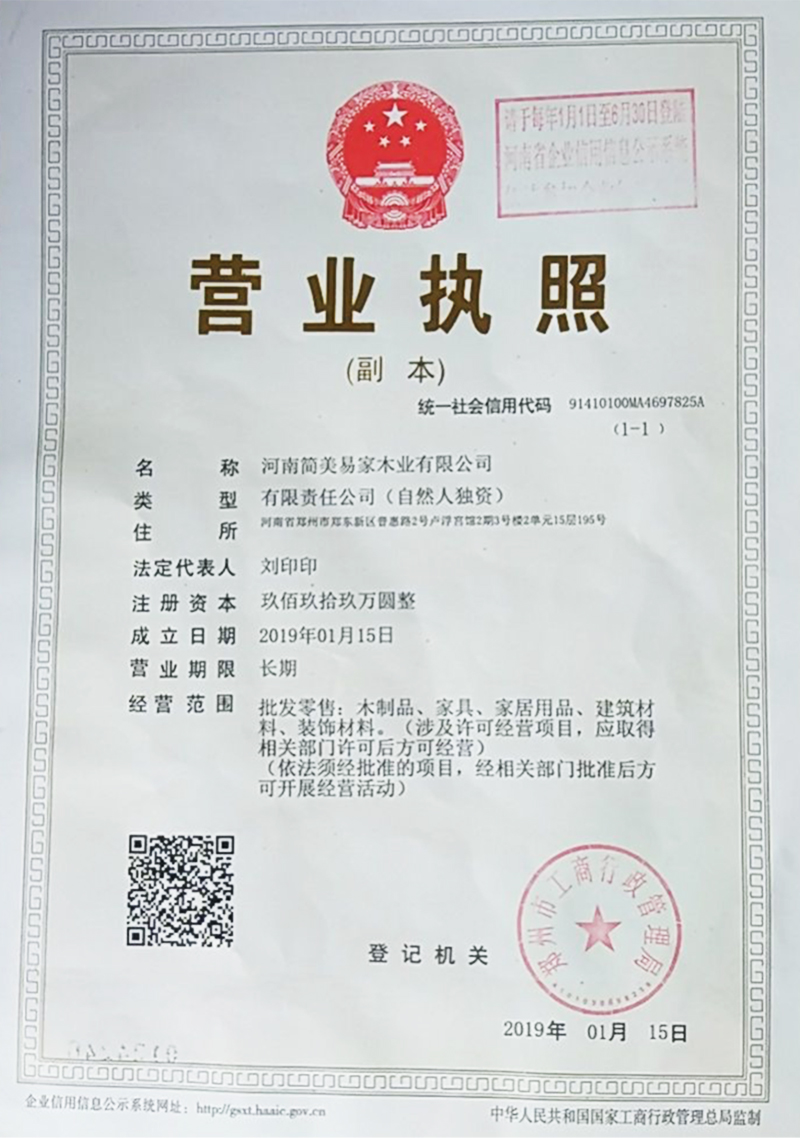 请于每年1月1日至6月30日登陆
河南省企业信用信息公示系统
营业执照
(副 本)
统一社会信用代码 91410100MA4697825A
(1-1)
名 称 河南简美易家木业有限公司
类 型 有限责任公司（自然人独资）
住 所 河南省郑州市郑东新区普惠路2号卢浮宫馆2期3号楼2单元15层195号
法定代表人 刘印印
注册资本 玖佰玖拾玖万圆整
成立日期 2019年01月15日
营业期限 长期
经营范围 批发零售：木制品、家具、家居用品、建筑材
料、装饰材料。（涉及许可经营项目，应取得
相关部门许可后方可经营）
（依法须经批准的项目，经相关部门批准后方
可开展经营活动）
郑州市工商行政管理局
登记机关
2019年 01月 15日
企业信用信息公示系统网址：http://gsxt.haaic.gov.cn
中华人民共和国国家工商行政管理总局监制